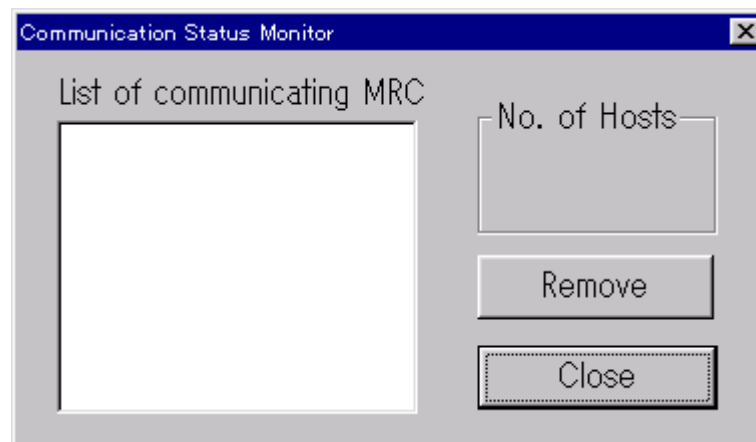 Communication Status Monitor
List of communicating MRC
No. of Hosts
Remove
Close